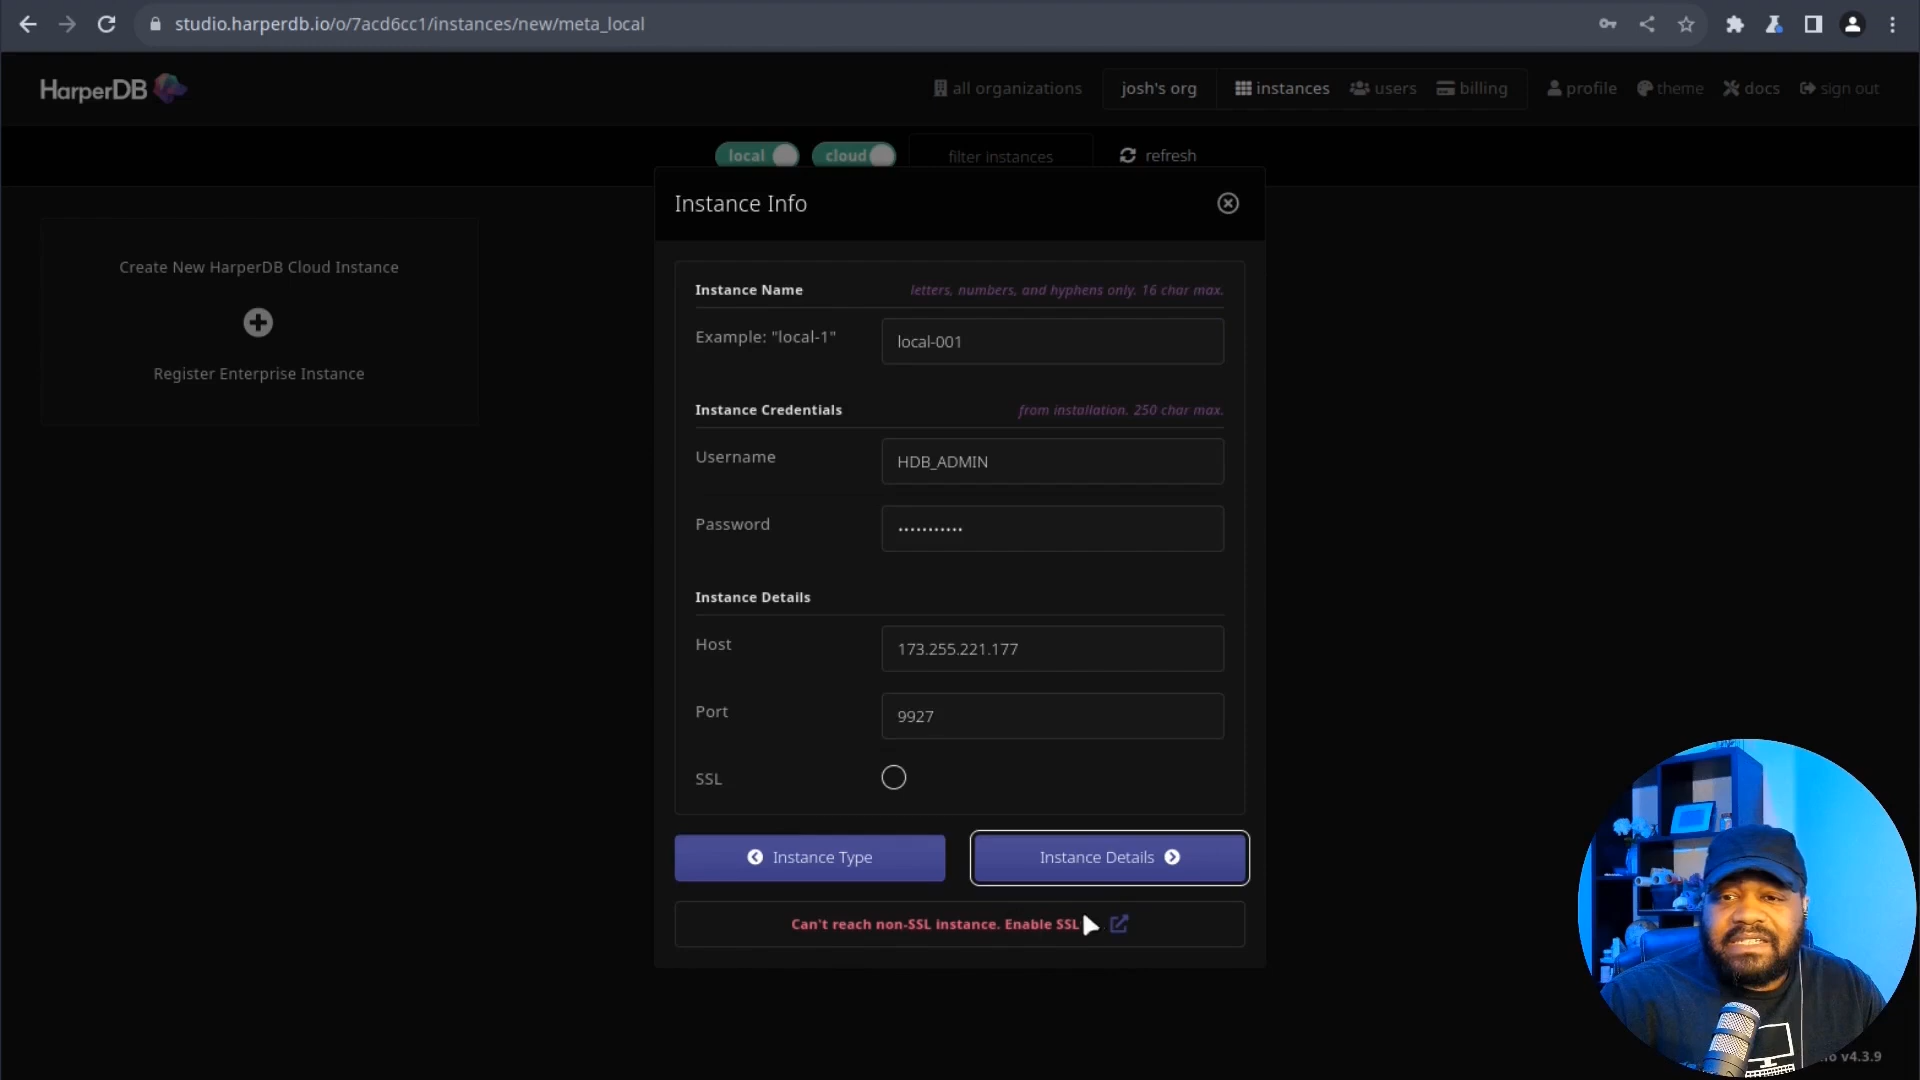 studio.harperdb.io/o/7acd6cc1/instances/new/meta_local
HarperDB
all organizations
josh's org
instances
users
billing
profile
theme
docs
sign out
local
cloud
filter instances
refresh
Create New HarperDB Cloud Instance
Register Enterprise Instance
Instance Info
Instance Name
letters, numbers, and hyphens only. 16 char max.
Example: "local-1"
local-001
Instance Credentials
from installation. 250 char max.
Username
HDB_ADMIN
Password
•••••••••••
Instance Details
Host
173.255.221.177
Port
9927
SSL
Instance Type
Instance Details
Can't reach non-SSL instance. Enable SSL
v4.3.9